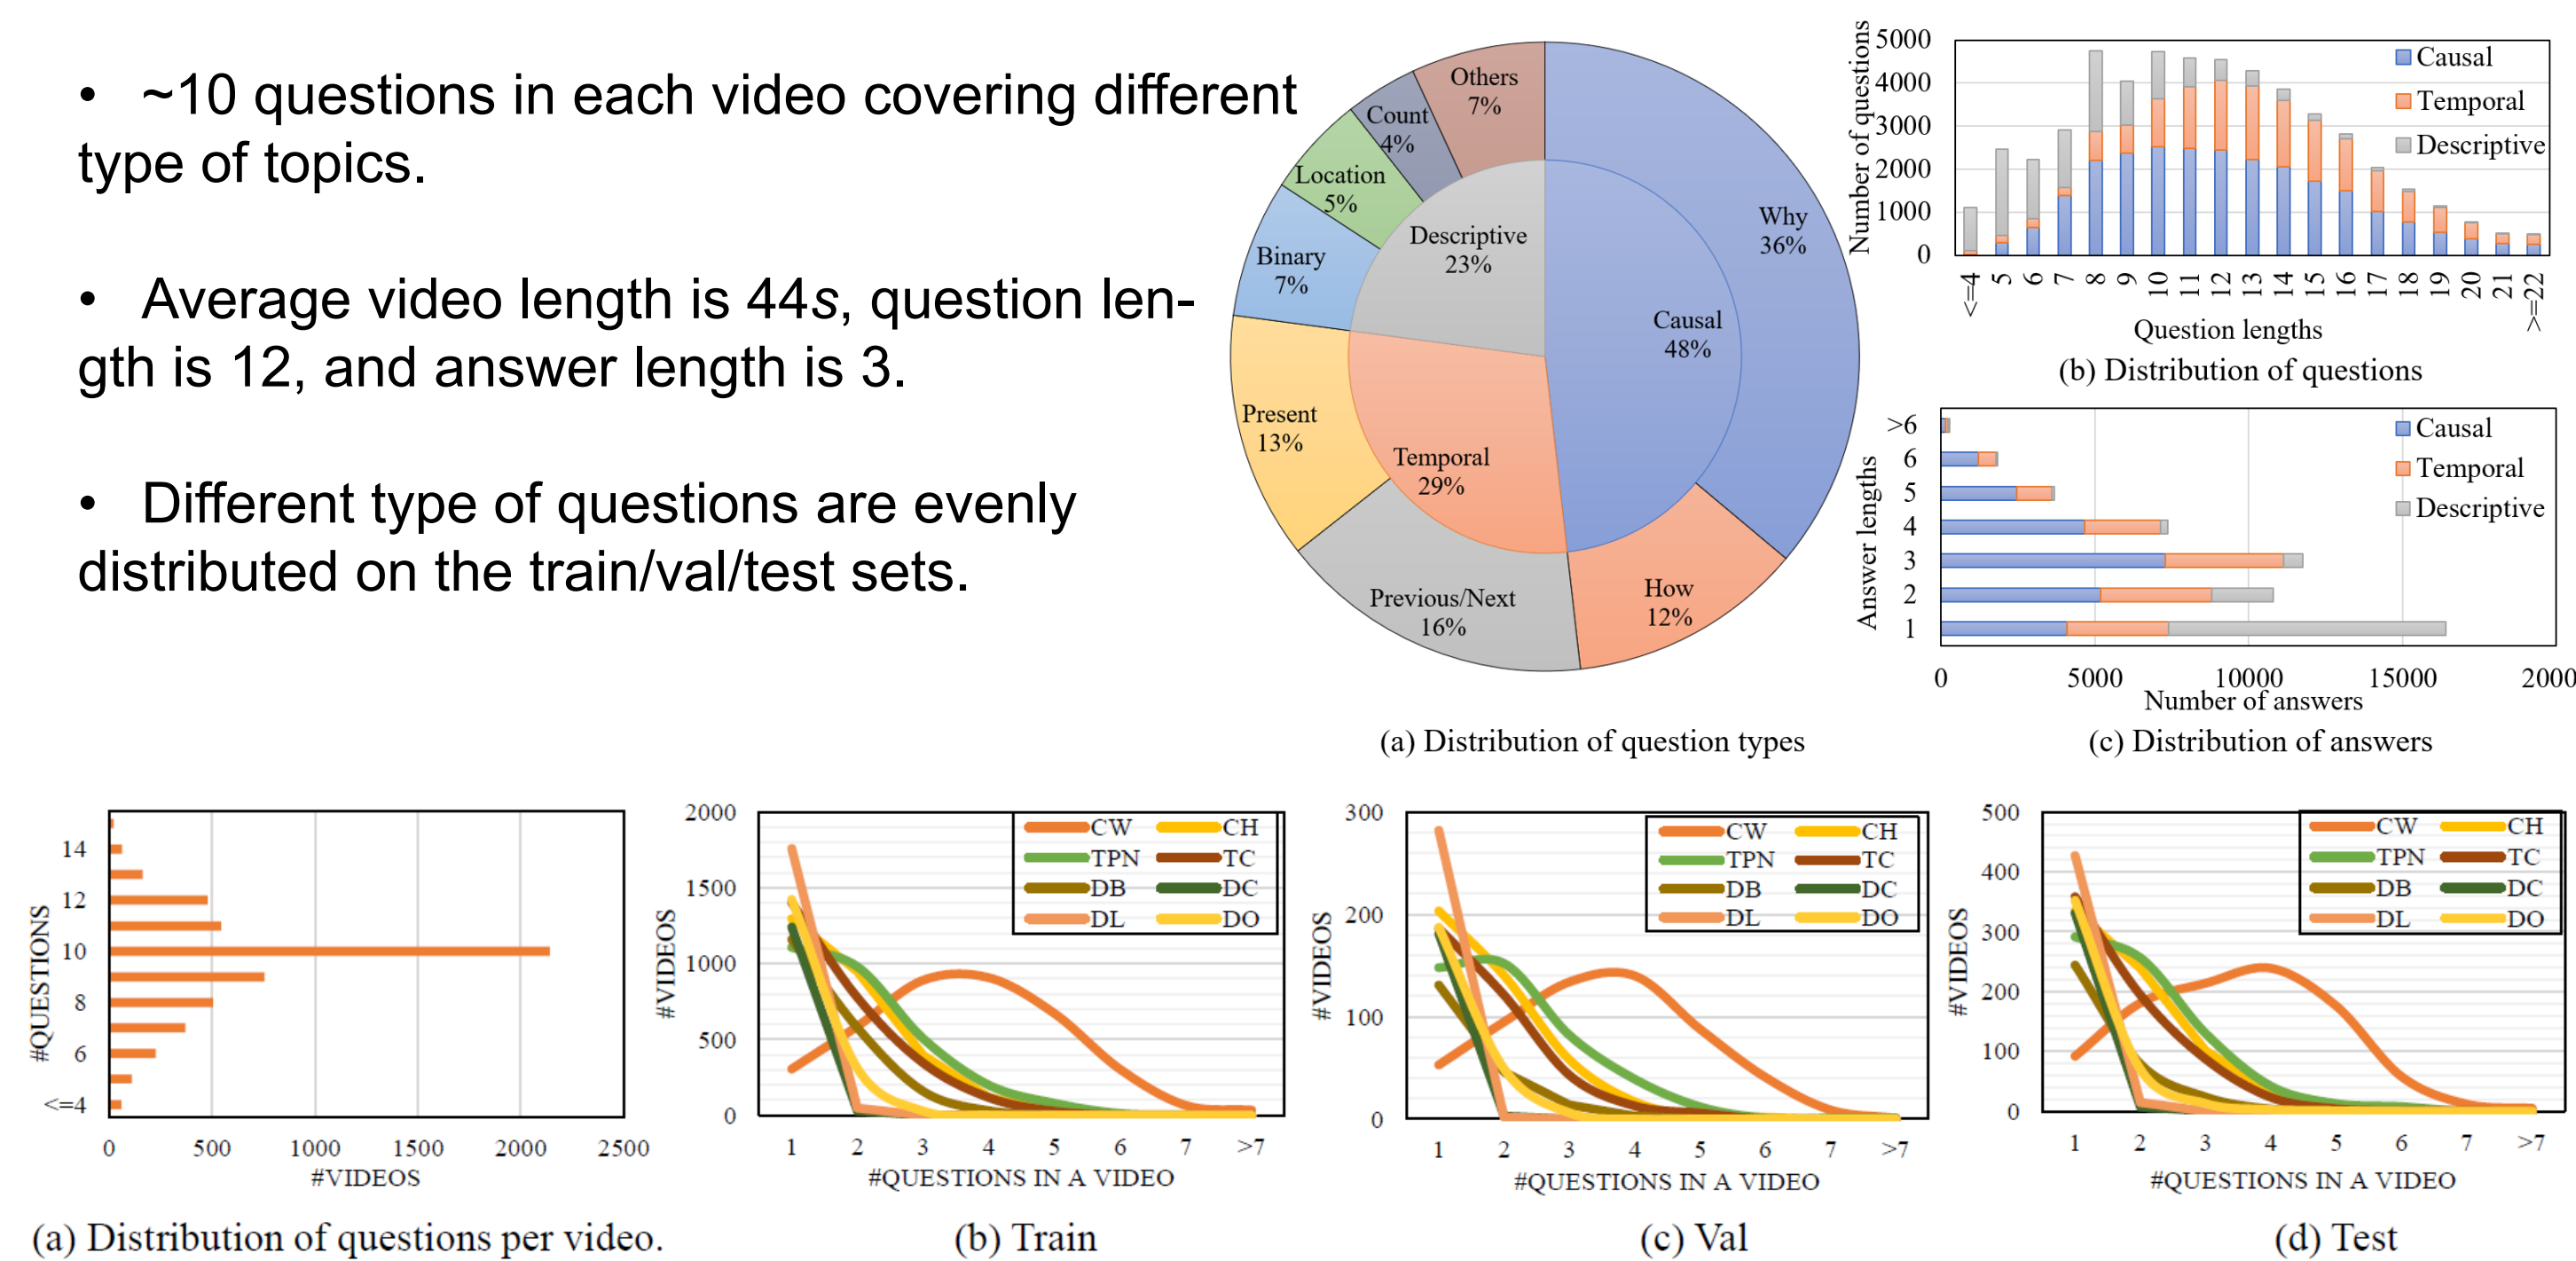 • ~10 questions in each video covering different
type of topics.
• Average video length is 44s, question len-
gth is 12, and answer length is 3.
• Different type of questions are evenly
distributed on the train/val/test sets.
Others
7%
Count
4%
Location
5%
Binary
7%
Descriptive
23%
Why
36%
Causal
48%
Present
13%
Temporal
29%
Previous/Next
16%
How
12%
(a) Distribution of question types
Number of questions
5000
4000
3000
2000
1000
0
Causal
Temporal
Descriptive
<=4 5 6 7 8 9 10 11 12 13 14 15 16 17 18 19 20 21 >=22
Question lengths
(b) Distribution of questions
Answer lengths
>6
6
5
4
3
2
1
Causal
Temporal
Descriptive
0 5000 10000 15000 2000
Number of answers
(c) Distribution of answers
#QUESTIONS
14
12
10
8
6
<=4
0 500 1000 1500 2000 2500
#VIDEOS
(a) Distribution of questions per video.
#VIDEOS
2000
1500
1000
500
0
CW CH
TPN TC
DB DC
DL DO
1 2 3 4 5 6 7 >7
#QUESTIONS IN A VIDEO
(b) Train
#VIDEOS
300
200
100
0
CW CH
TPN TC
DB DC
DL DO
1 2 3 4 5 6 7 >7
#QUESTIONS IN A VIDEO
(c) Val
#VIDEOS
500
400
300
200
100
0
CW CH
TPN TC
DB DC
DL DO
1 2 3 4 5 6 7 >7
#QUESTIONS IN A VIDEO
(d) Test